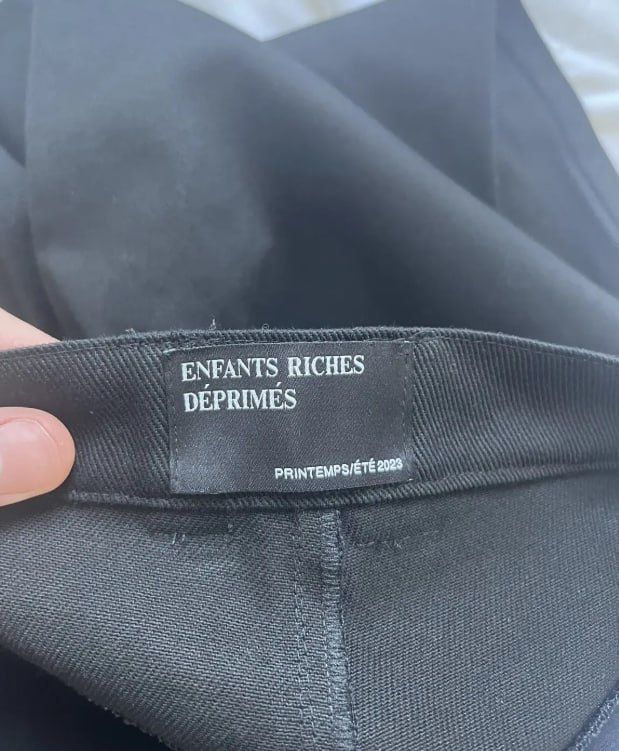 ENFANTS RICHES
DÉPRIMÉS
PRINTEMPS/ÉTÉ 2023